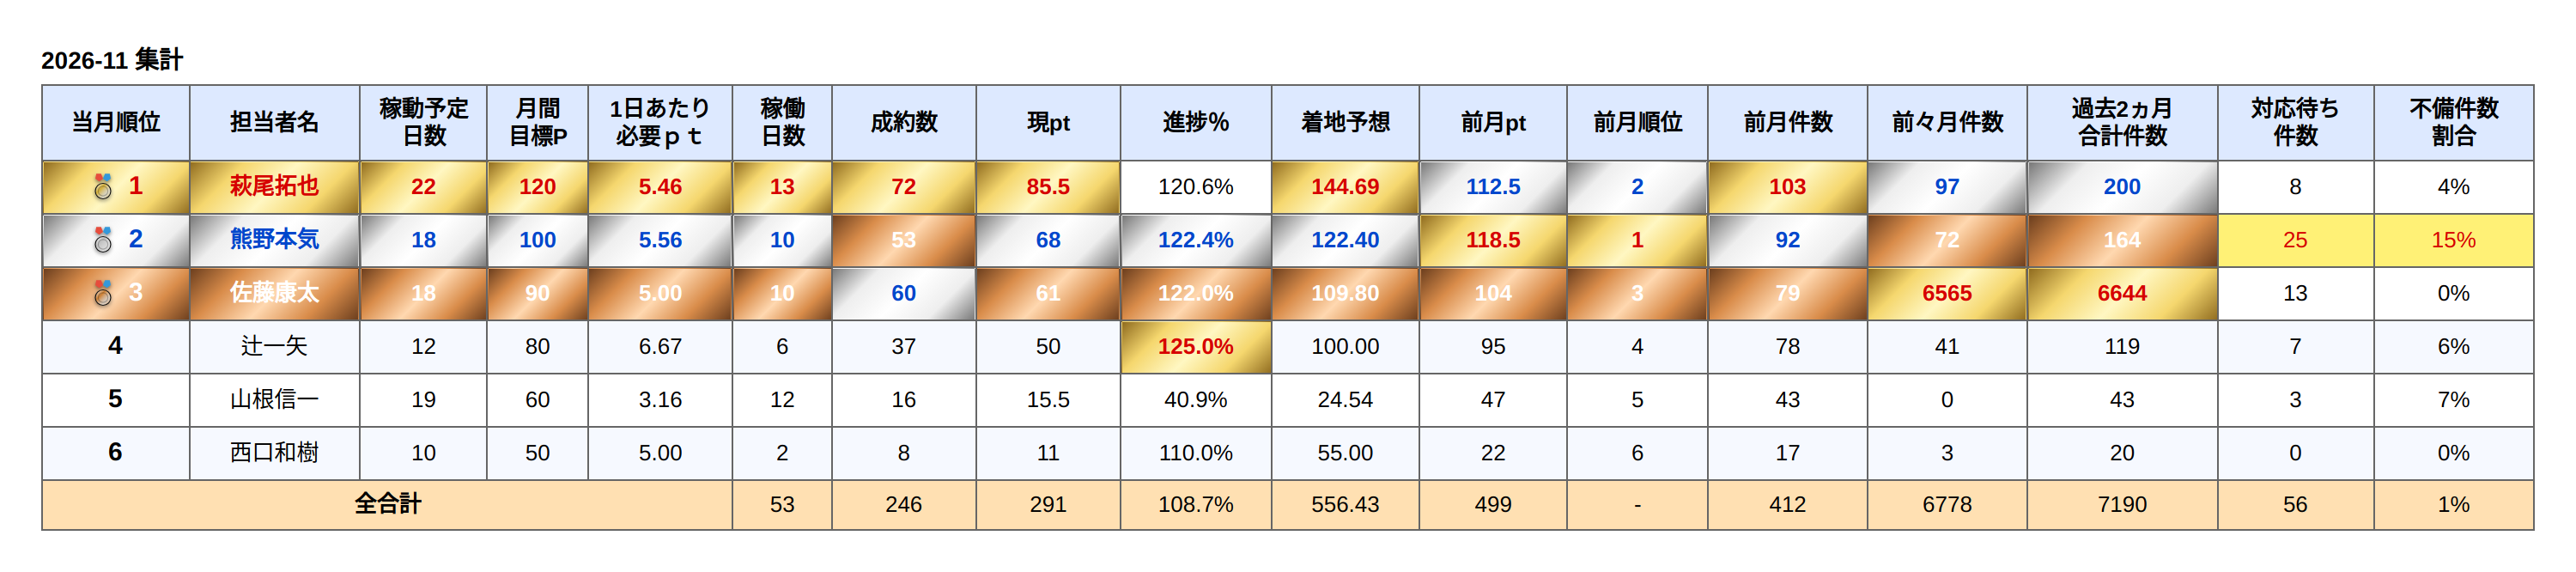 2026-11 集計
当月順位 担当者名 稼動予定日数 月間目標P 1日あたり必要ｐｔ 稼働日数 成約数 現pt 進捗% 着地予想 前月pt 前月順位 前月件数 前々月件数 過去2ヵ月合計件数 対応待ち件数 不備件数割合
1 萩尾拓也 22 120 5.46 13 72 85.5 120.6% 144.69 112.5 2 103 97 200 8 4%
2 熊野本気 18 100 5.56 10 53 68 122.4% 122.40 118.5 1 92 72 164 25 15%
3 佐藤康太 18 90 5.00 10 60 61 122.0% 109.80 104 3 79 6565 6644 13 0%
4 辻一矢 12 80 6.67 6 37 50 125.0% 100.00 95 4 78 41 119 7 6%
5 山根信一 19 60 3.16 12 16 15.5 40.9% 24.54 47 5 43 0 43 3 7%
6 西口和樹 10 50 5.00 2 8 11 110.0% 55.00 22 6 17 3 20 0 0%
全合計 53 246 291 108.7% 556.43 499 - 412 6778 7190 56 1%